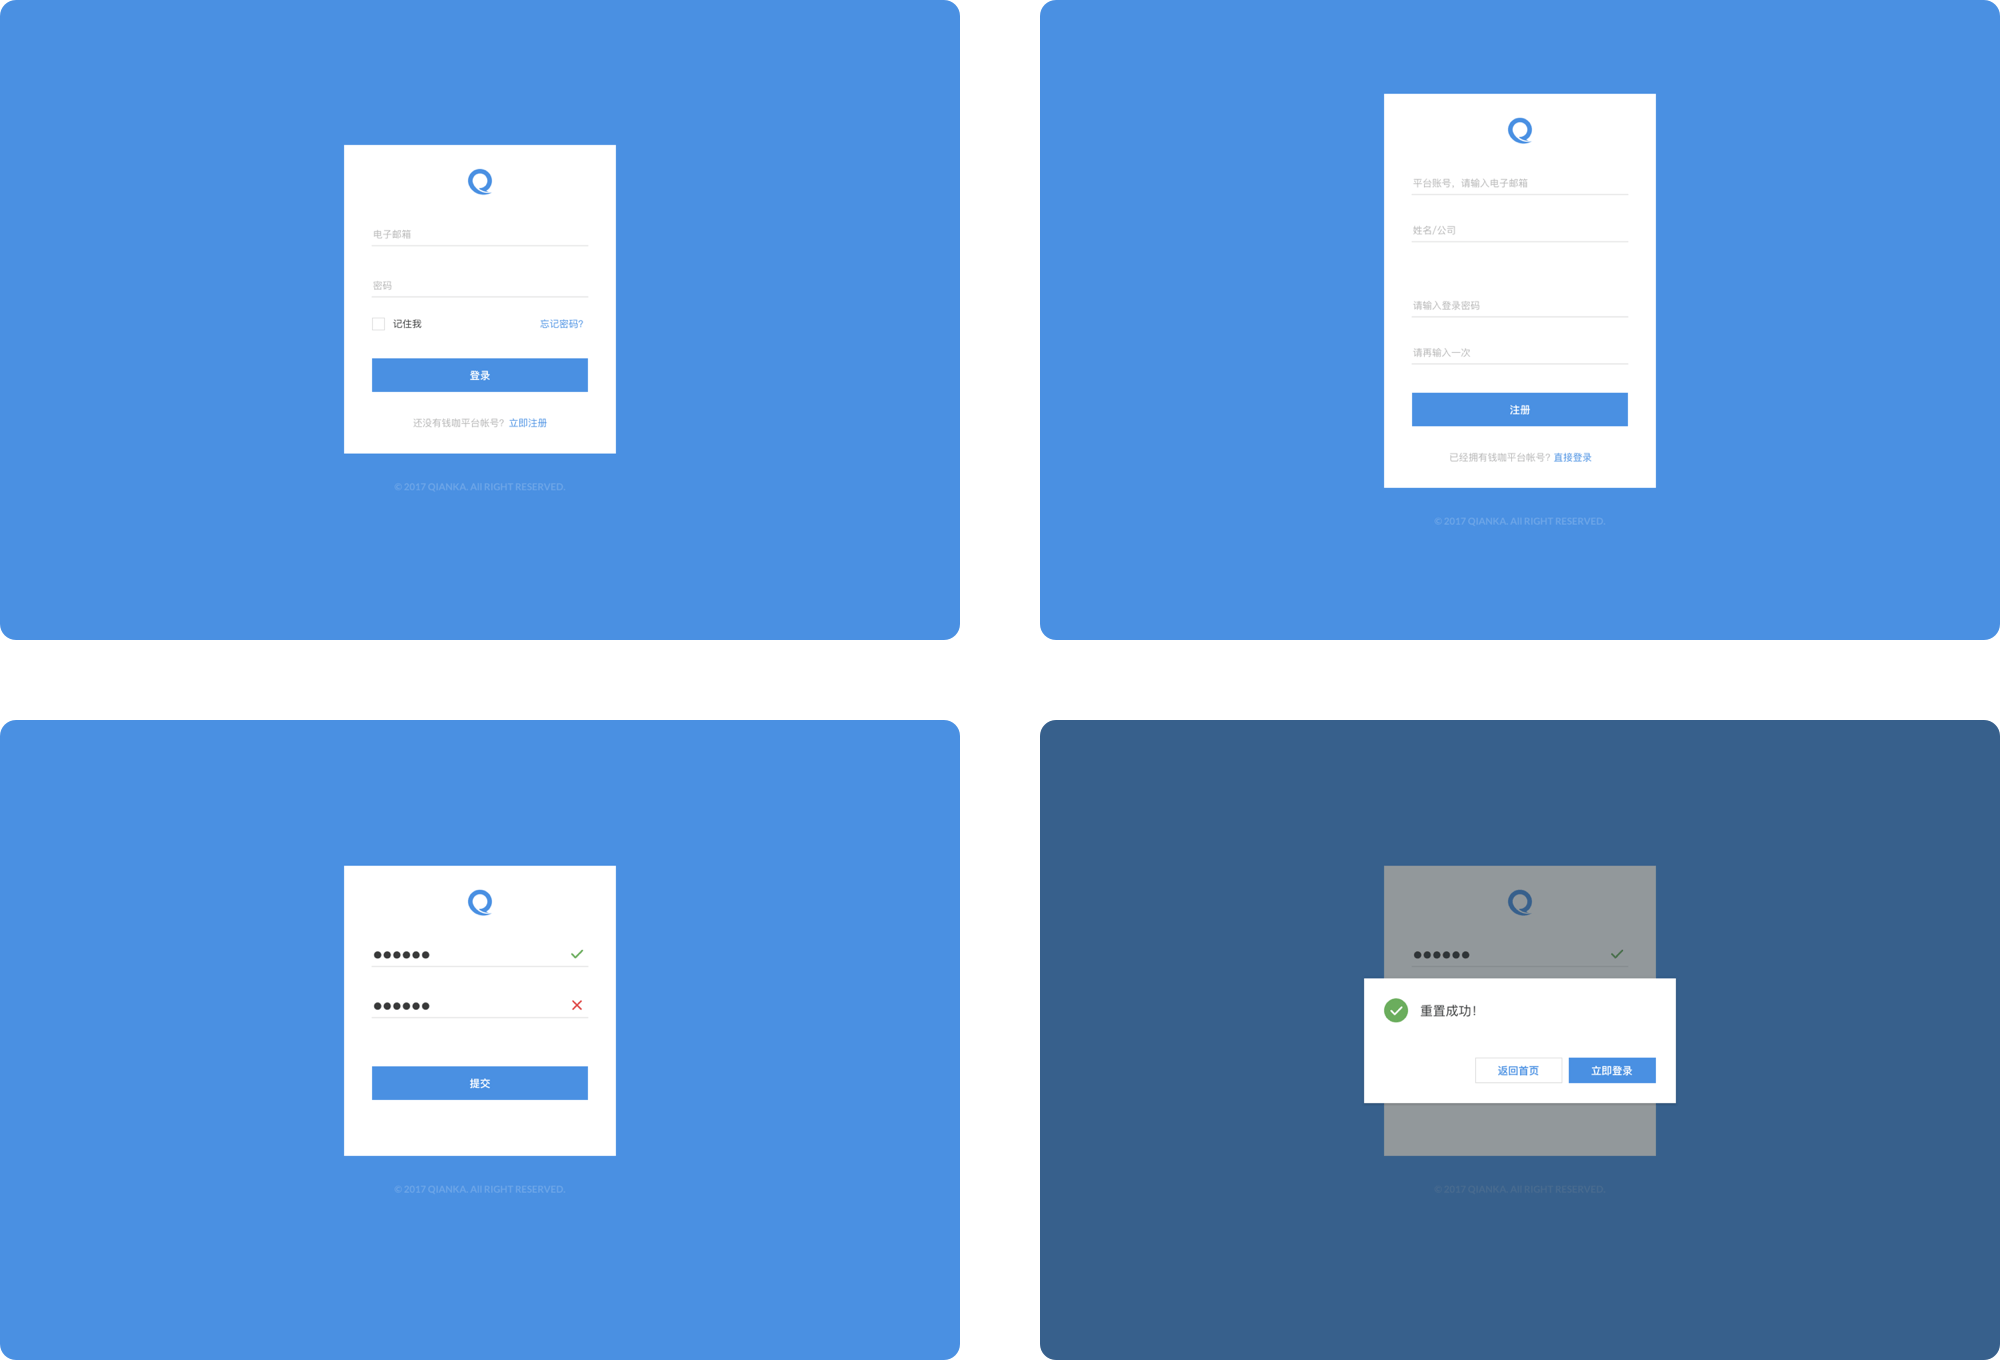 电子邮箱
密码
记住我 忘记密码?
登录
还没有钱咖平台帐号? 立即注册
© 2017 QIANKA. All RIGHT RESERVED.
平台账号，请输入电子邮箱
姓名/公司
请输入登录密码
请再输入一次
注册
已经拥有钱咖平台帐号? 直接登录
© 2017 QIANKA. All RIGHT RESERVED.
●●●●●●
●●●●●●
提交
© 2017 QIANKA. All RIGHT RESERVED.
●●●●●●
重置成功!
返回首页 立即登录
© 2017 QIANKA. All RIGHT RESERVED.